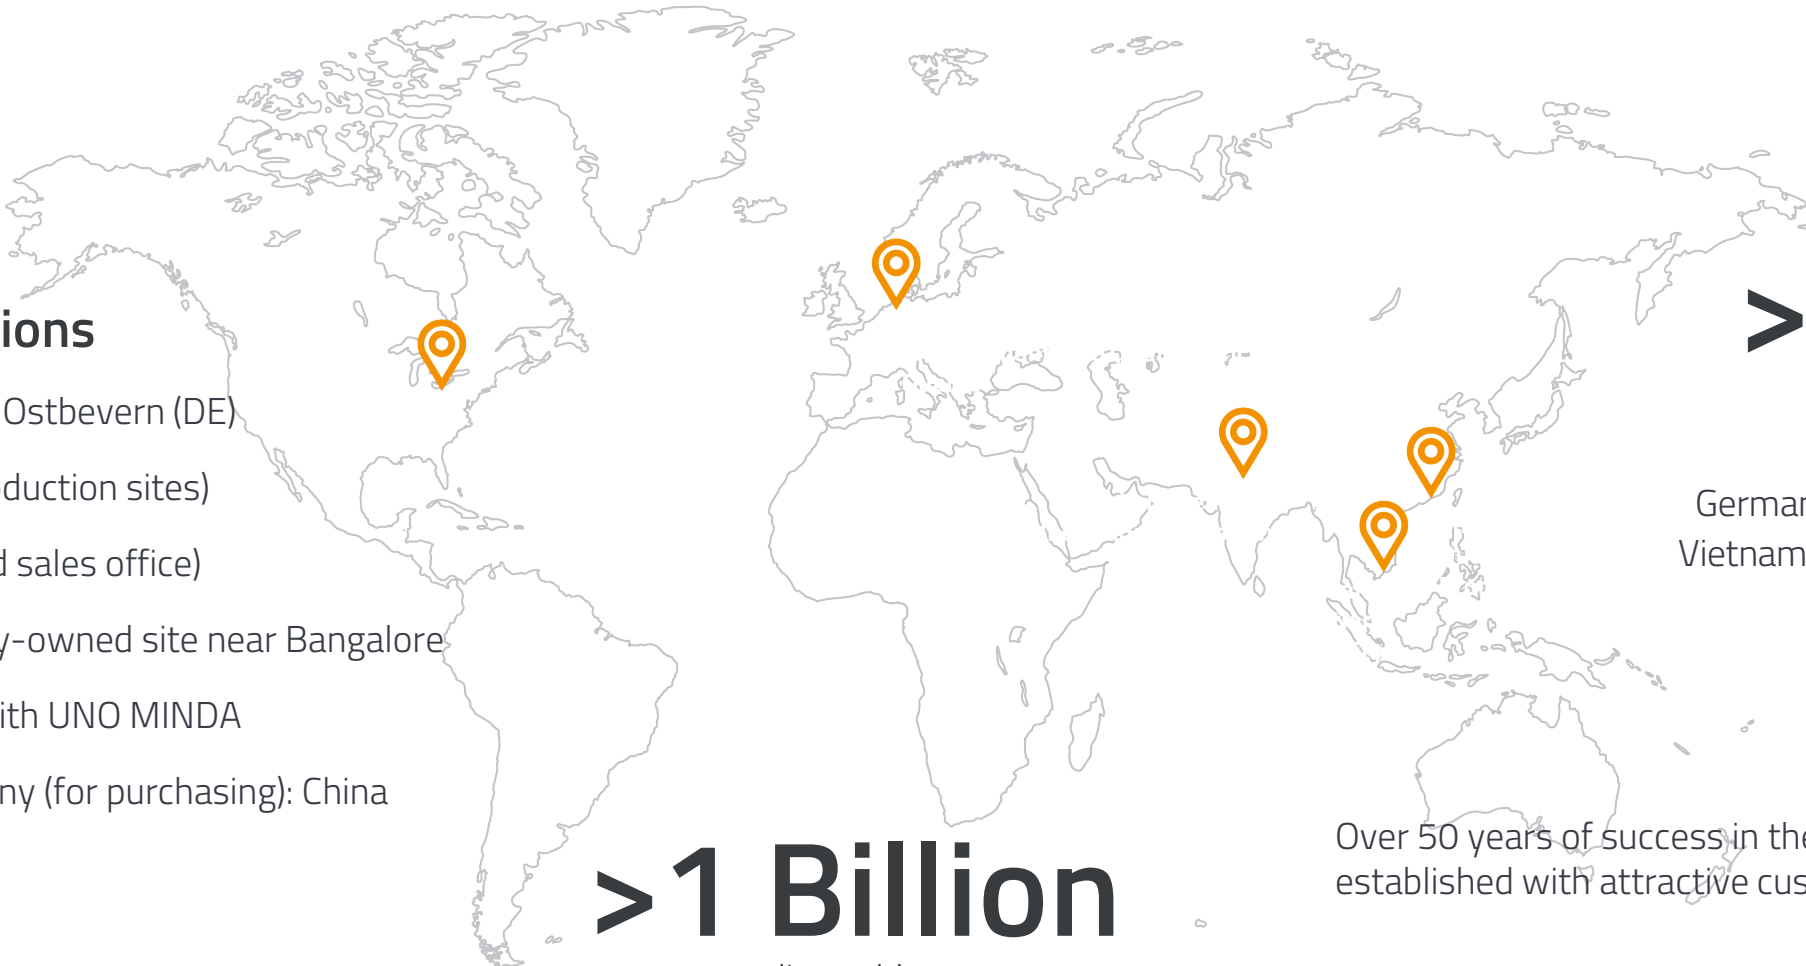 ions
Ostbevern (DE)
duction sites)
d sales office)
y-owned site near Bangalore
ith UNO MINDA
ny (for purchasing): China
>1 Billion
>
German
Vietnam
Over 50 years of success in the
established with attractive cus